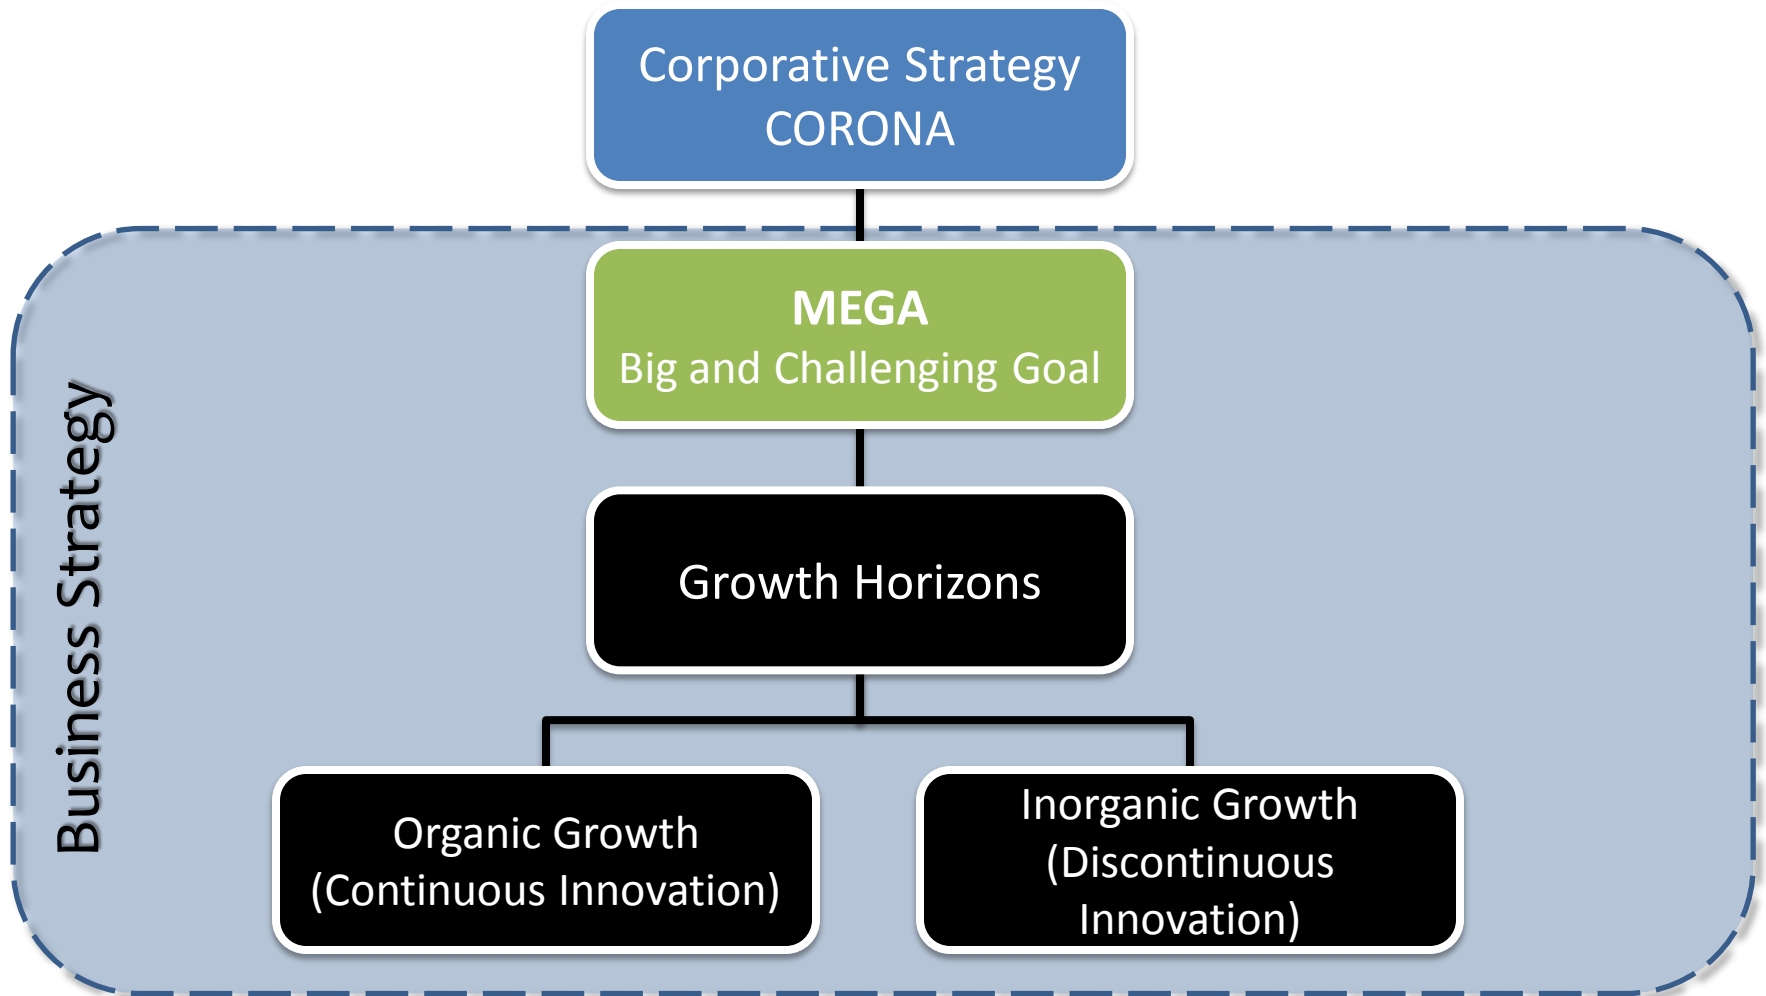 Corporative Strategy
CORONA
MEGA
Big and Challenging Goal
Business Strategy
Growth Horizons
Organic Growth
(Continuous Innovation)
Inorganic Growth
(Discontinuous
Innovation)